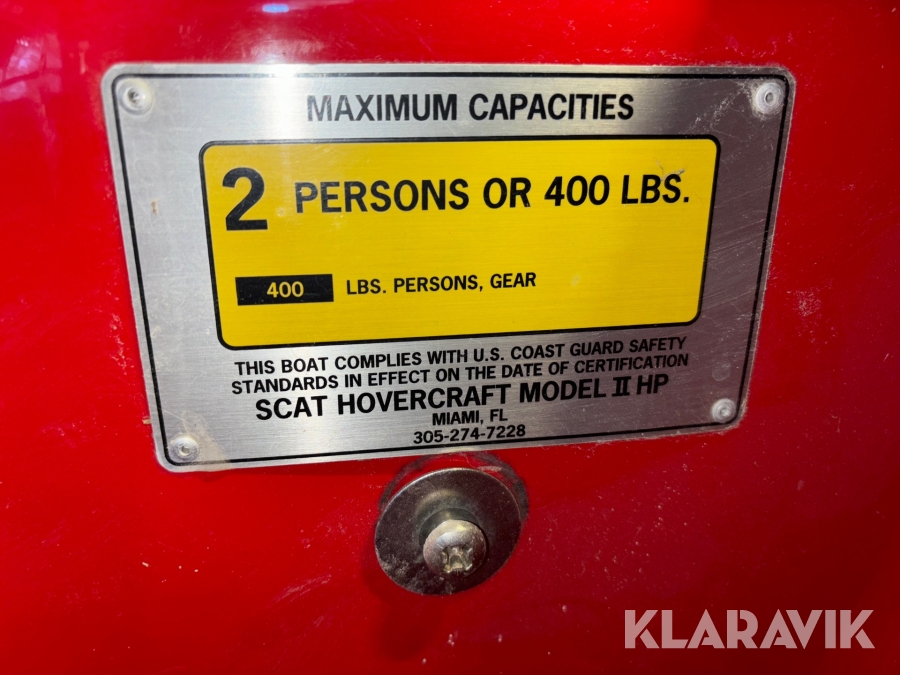 MAXIMUM CAPACITIES
2 PERSONS OR 400 LBS.
400 LBS. PERSONS, GEAR
THIS BOAT COMPLIES WITH U.S. COAST GUARD SAFETY
STANDARDS IN EFFECT ON THE DATE OF CERTIFICATION
SCAT HOVERCRAFT MODEL II HP
MIAMI, FL
305-274-7228
KLARAVIK